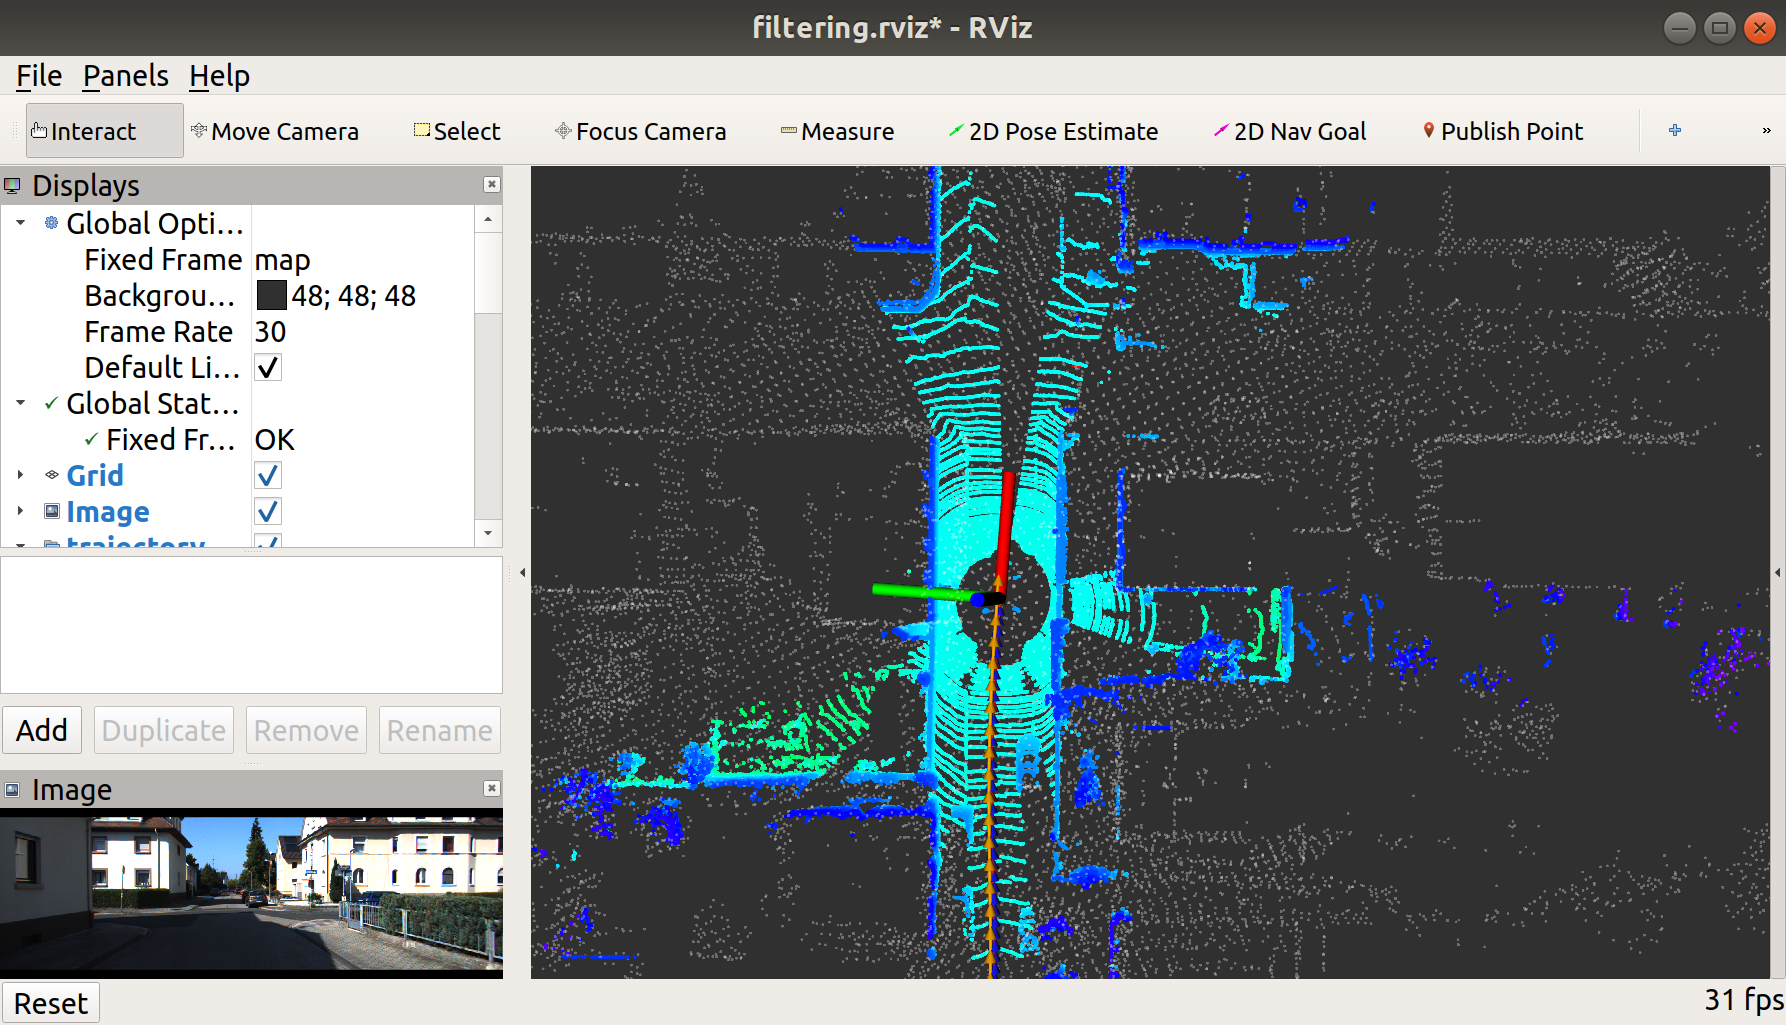 filtering.rviz* - RViz
File Panels Help
Interact Move Camera Select Focus Camera Measure 2D Pose Estimate 2D Nav Goal Publish Point »
Displays
Global Opti...
Fixed Frame map
Backgrou... 48; 48; 48
Frame Rate 30
Default Li...
Global Stat...
Fixed Fr... OK
Grid
Image
trajectory
Add Duplicate Remove Rename
Image
Reset 31 fps